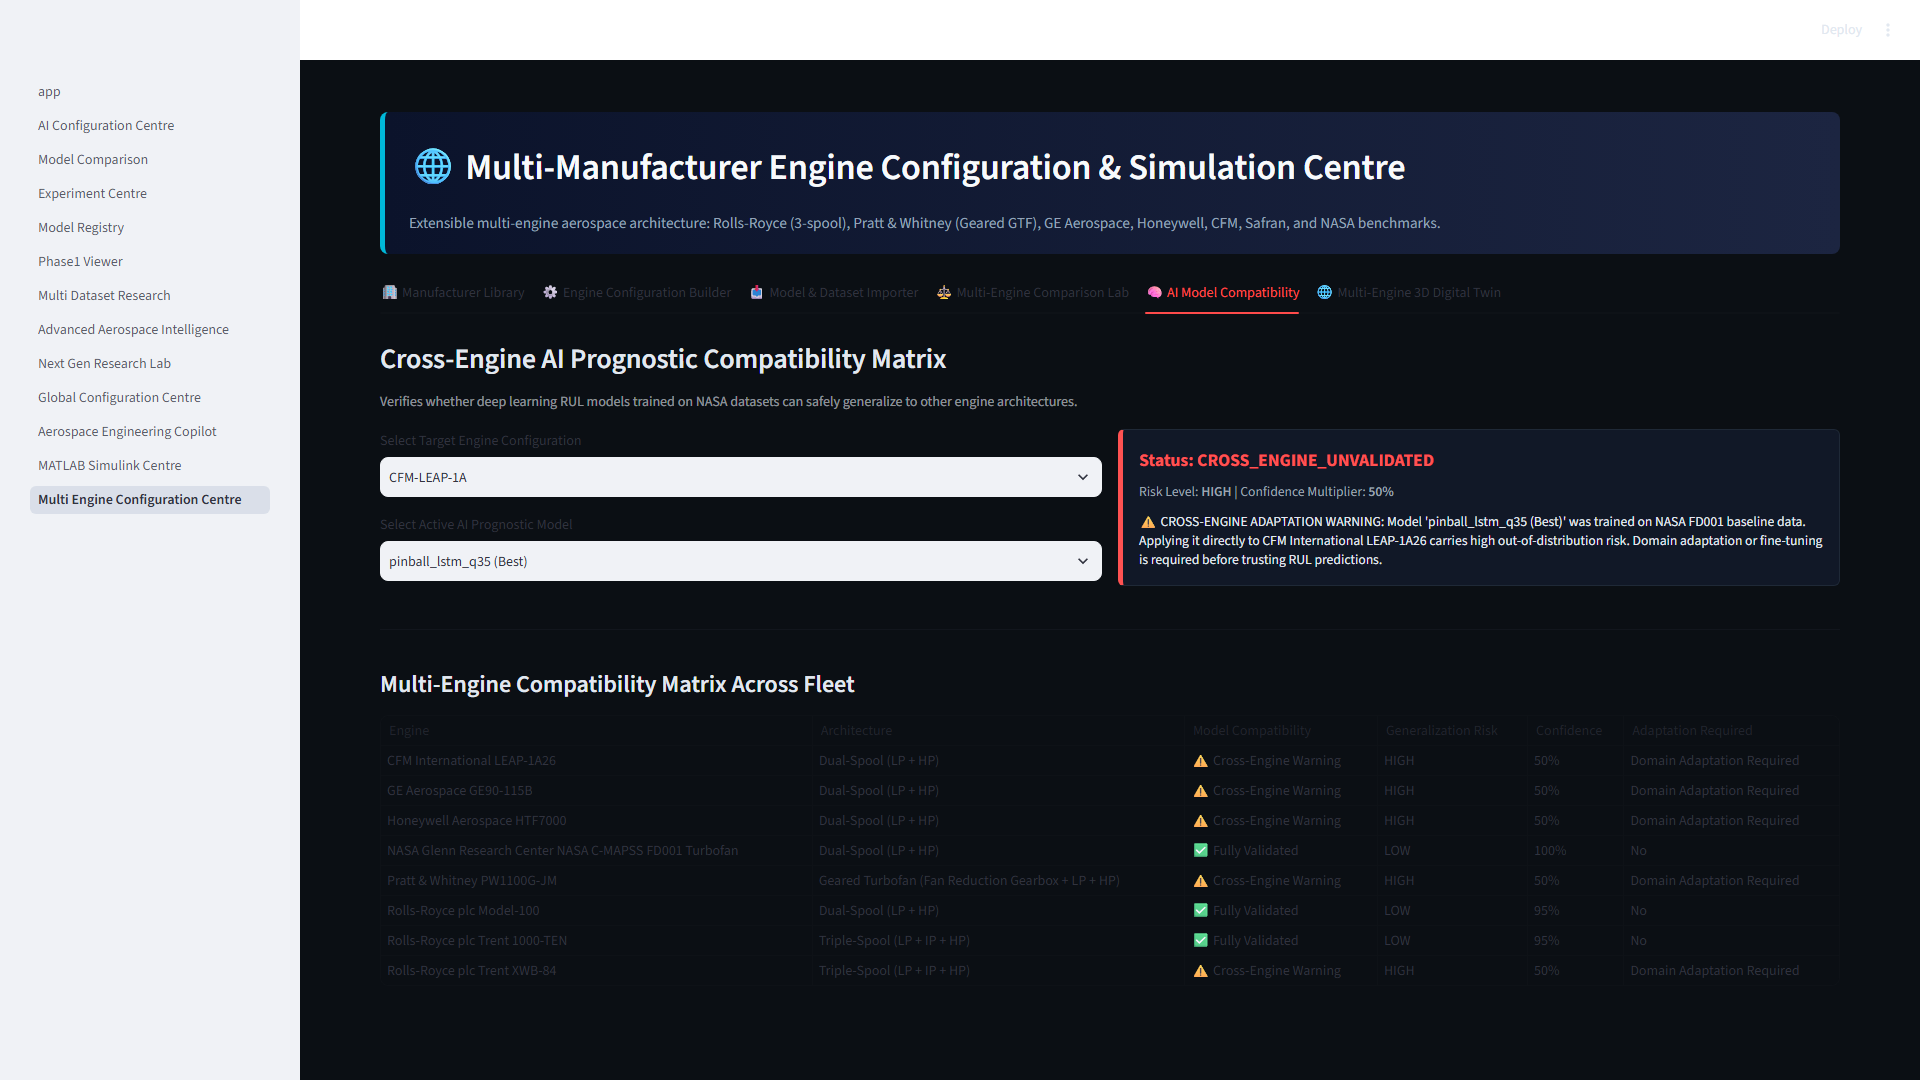 Deploy
app
AI Configuration Centre
Model Comparison
Experiment Centre
Model Registry
Phase1 Viewer
Multi Dataset Research
Advanced Aerospace Intelligence
Next Gen Research Lab
Global Configuration Centre
Aerospace Engineering Copilot
MATLAB Simulink Centre
Multi Engine Configuration Centre
Multi-Manufacturer Engine Configuration & Simulation Centre
Extensible multi-engine aerospace architecture: Rolls-Royce (3-spool), Pratt & Whitney (Geared GTF), GE Aerospace, Honeywell, CFM, Safran, and NASA benchmarks.
Manufacturer Library Engine Configuration Builder Model & Dataset Importer Multi-Engine Comparison Lab AI Model Compatibility Multi-Engine 3D Digital Twin
Cross-Engine AI Prognostic Compatibility Matrix
Verifies whether deep learning RUL models trained on NASA datasets can safely generalize to other engine architectures.
Select Target Engine Configuration
CFM-LEAP-1A
Select Active AI Prognostic Model
pinball_lstm_q35 (Best)
Status: CROSS_ENGINE_UNVALIDATED
Risk Level: HIGH | Confidence Multiplier: 50%
⚠️ CROSS-ENGINE ADAPTATION WARNING: Model 'pinball_lstm_q35 (Best)' was trained on NASA FD001 baseline data.
Applying it directly to CFM International LEAP-1A26 carries high out-of-distribution risk. Domain adaptation or fine-tuning
is required before trusting RUL predictions.
Multi-Engine Compatibility Matrix Across Fleet
Engine Architecture Model Compatibility Generalization Risk Confidence Adaptation Required
CFM International LEAP-1A26 Dual-Spool (LP + HP) ⚠️ Cross-Engine Warning HIGH 50% Domain Adaptation Required
GE Aerospace GE90-115B Dual-Spool (LP + HP) ⚠️ Cross-Engine Warning HIGH 50% Domain Adaptation Required
Honeywell Aerospace HTF7000 Dual-Spool (LP + HP) ⚠️ Cross-Engine Warning HIGH 50% Domain Adaptation Required
NASA Glenn Research Center NASA C-MAPSS FD001 Turbofan Dual-Spool (LP + HP) ✅ Fully Validated LOW 100% No
Pratt & Whitney PW1100G-JM Geared Turbofan (Fan Reduction Gearbox + LP + HP) ⚠️ Cross-Engine Warning HIGH 50% Domain Adaptation Required
Rolls-Royce plc Model-100 Dual-Spool (LP + HP) ✅ Fully Validated LOW 95% No
Rolls-Royce plc Trent 1000-TEN Triple-Spool (LP + IP + HP) ✅ Fully Validated LOW 95% No
Rolls-Royce plc Trent XWB-84 Triple-Spool (LP + IP + HP) ⚠️ Cross-Engine Warning HIGH 50% Domain Adaptation Required